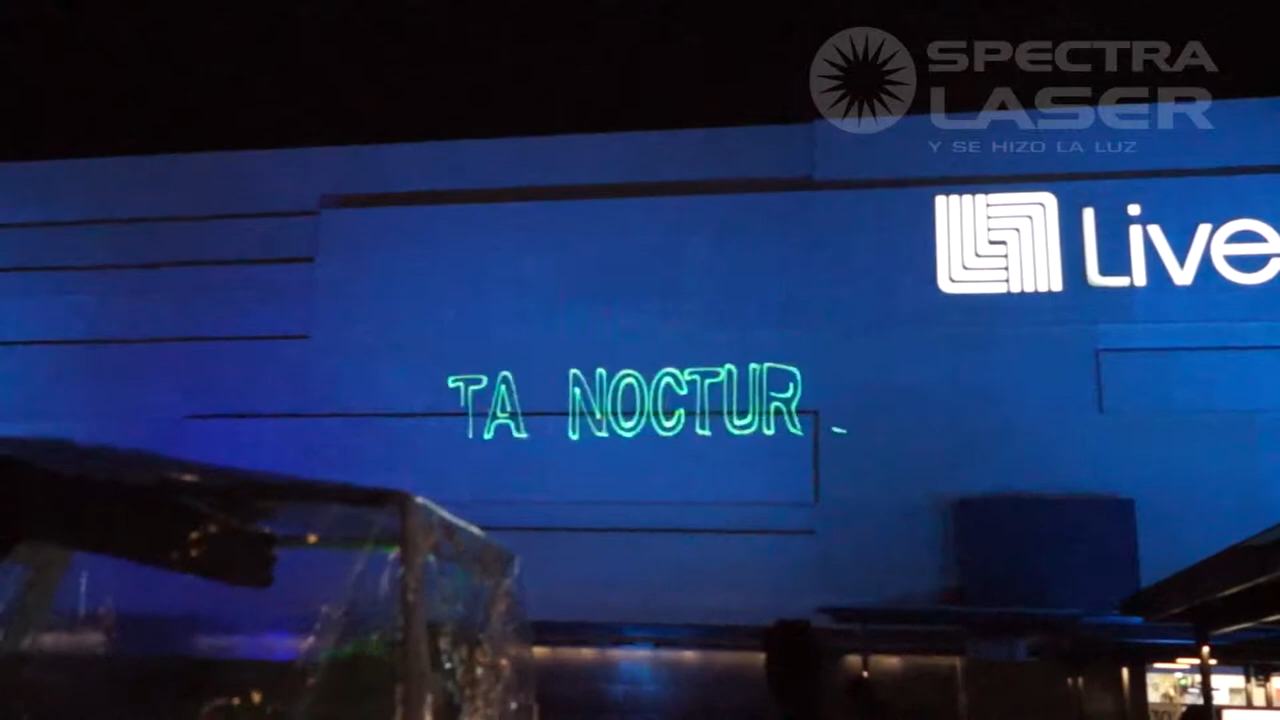 SPECTRA
LASER
Y SE HIZO LA LUZ
Live
TA NOCTUR